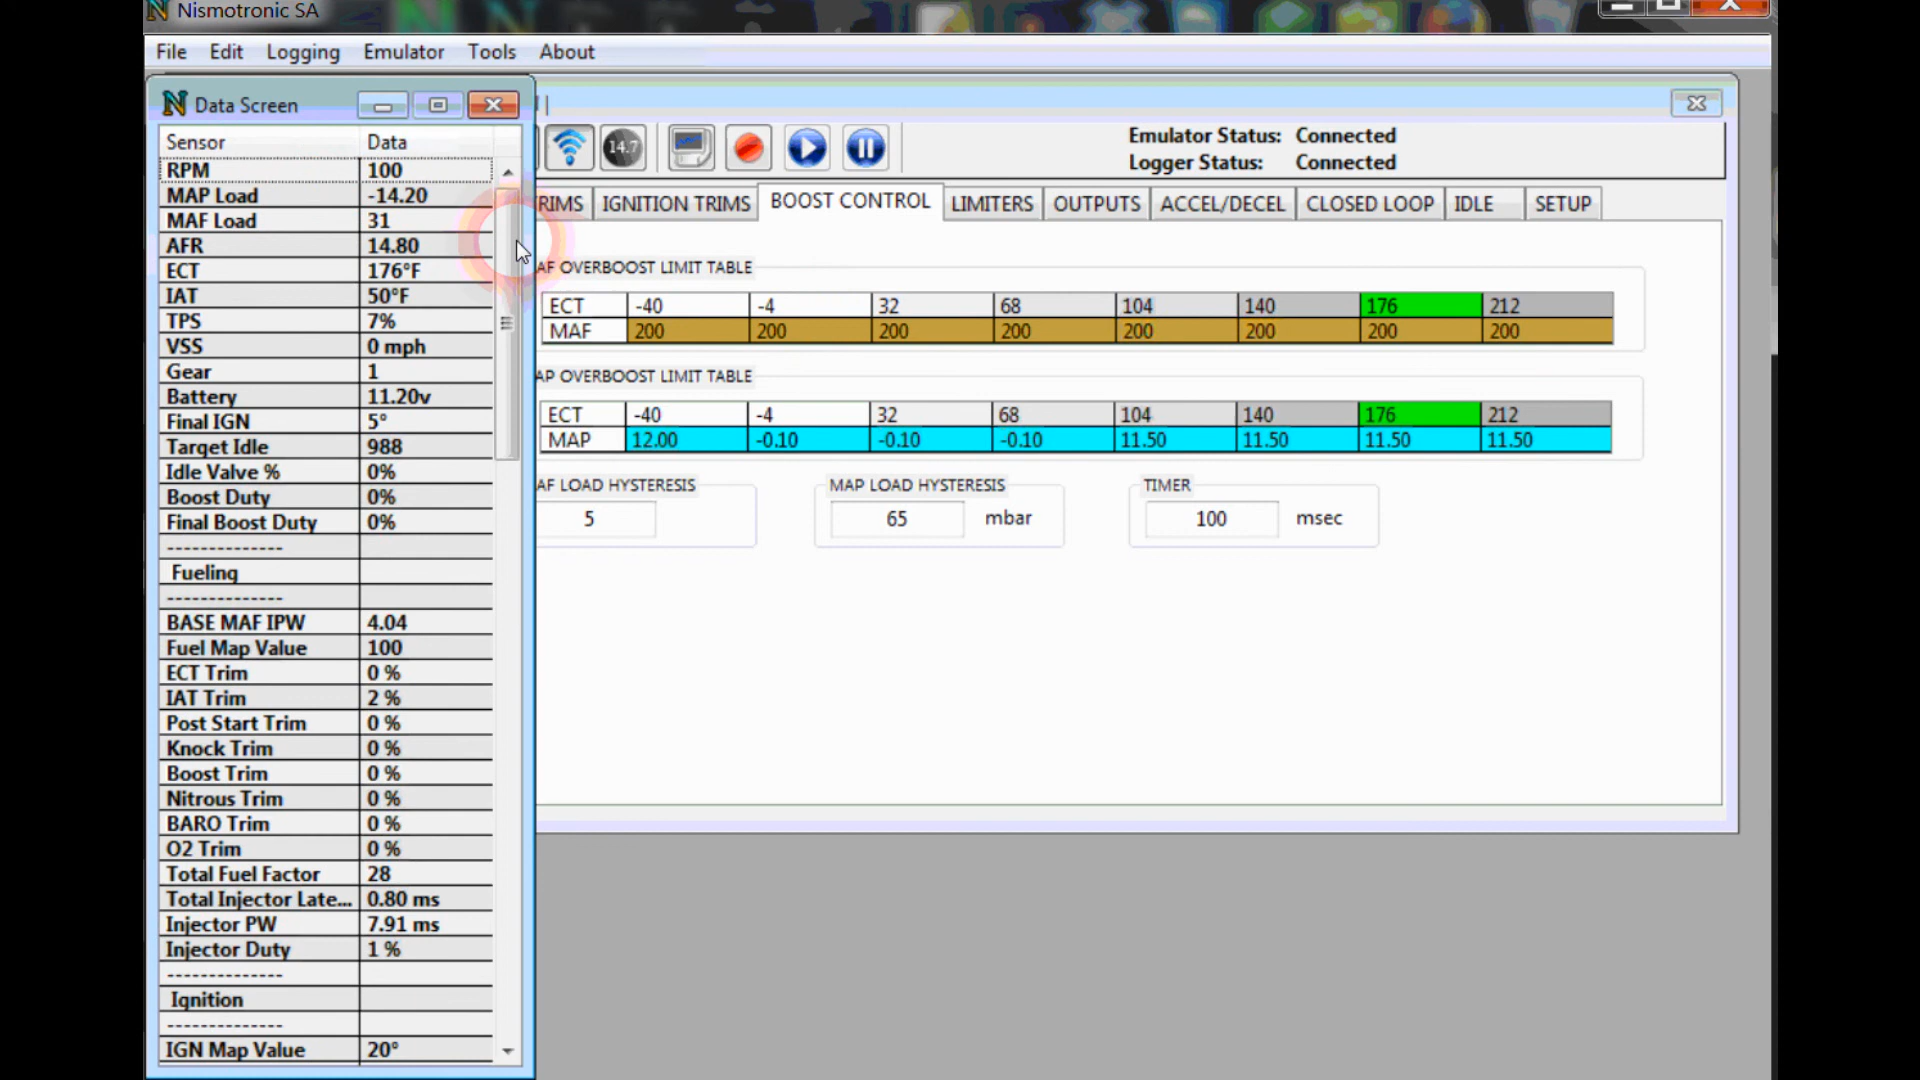 Nismotronic SA
File Edit Logging Emulator Tools About
Data Screen
Sensor Data
RPM 100
MAP Load -14.20
MAF Load 31
AFR 14.80
ECT 176°F
IAT 50°F
TPS 7%
VSS 0 mph
Gear 1
Battery 11.20v
Final IGN 5°
Target Idle 988
Idle Valve % 0%
Boost Duty 0%
Final Boost Duty 0%
--------------
Fueling
--------------
BASE MAF IPW 4.04
Fuel Map Value 100
ECT Trim 0 %
IAT Trim 2 %
Post Start Trim 0 %
Knock Trim 0 %
Boost Trim 0 %
Nitrous Trim 0 %
BARO Trim 0 %
O2 Trim 0 %
Total Fuel Factor 28
Total Injector Late... 0.80 ms
Injector PW 7.91 ms
Injector Duty 1 %
--------------
Ignition
--------------
IGN Map Value 20°
14.7
Emulator Status: Connected
Logger Status: Connected
RIMS IGNITION TRIMS BOOST CONTROL LIMITERS OUTPUTS ACCEL/DECEL CLOSED LOOP IDLE SETUP
AF OVERBOOST LIMIT TABLE
ECT -40 -4 32 68 104 140 176 212
MAF 200 200 200 200 200 200 200 200
AP OVERBOOST LIMIT TABLE
ECT -40 -4 32 68 104 140 176 212
MAP 12.00 -0.10 -0.10 -0.10 11.50 11.50 11.50 11.50
AF LOAD HYSTERESIS MAP LOAD HYSTERESIS TIMER
5 65 mbar 100 msec